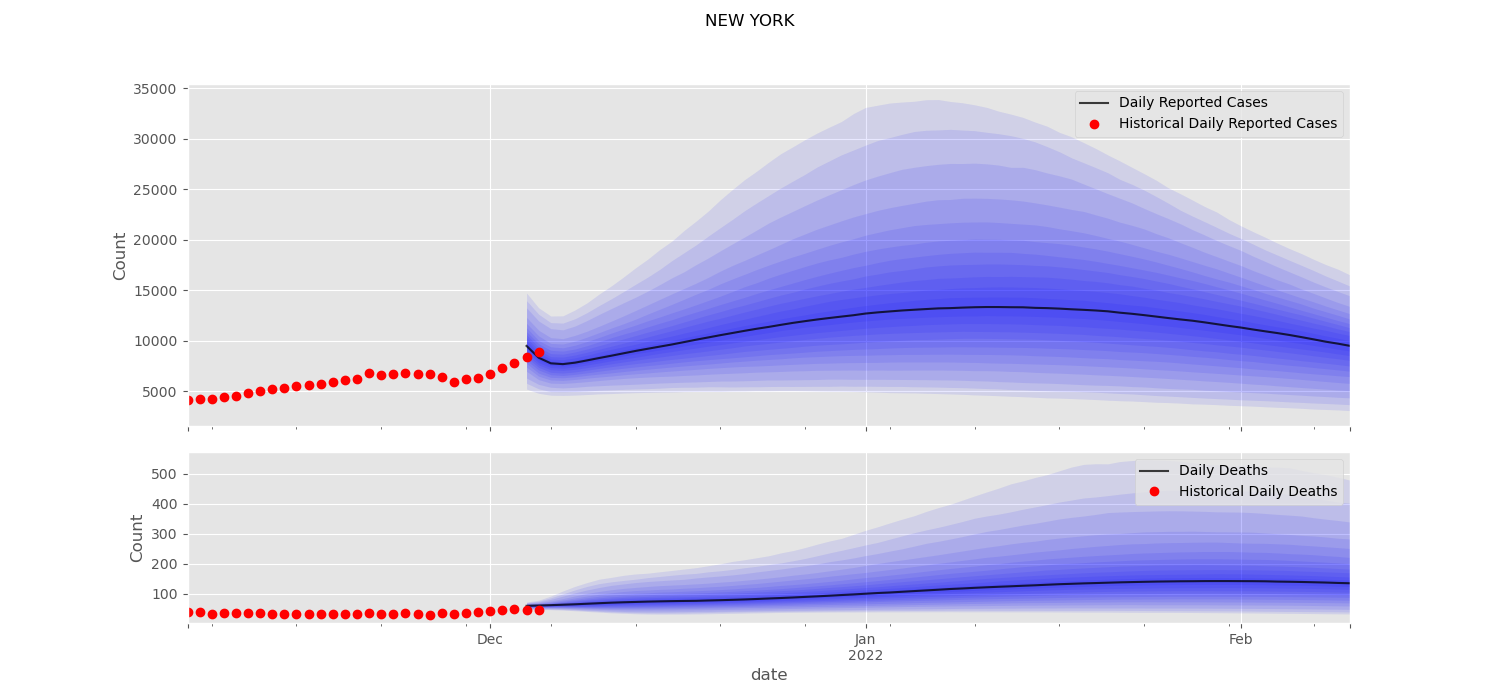 NEW YORK
35000
30000
25000
20000
15000
10000
5000
Count
Daily Reported Cases
Historical Daily Reported Cases
500
400
300
200
100
Count
Daily Deaths
Historical Daily Deaths
Dec
Jan
2022
Feb
date